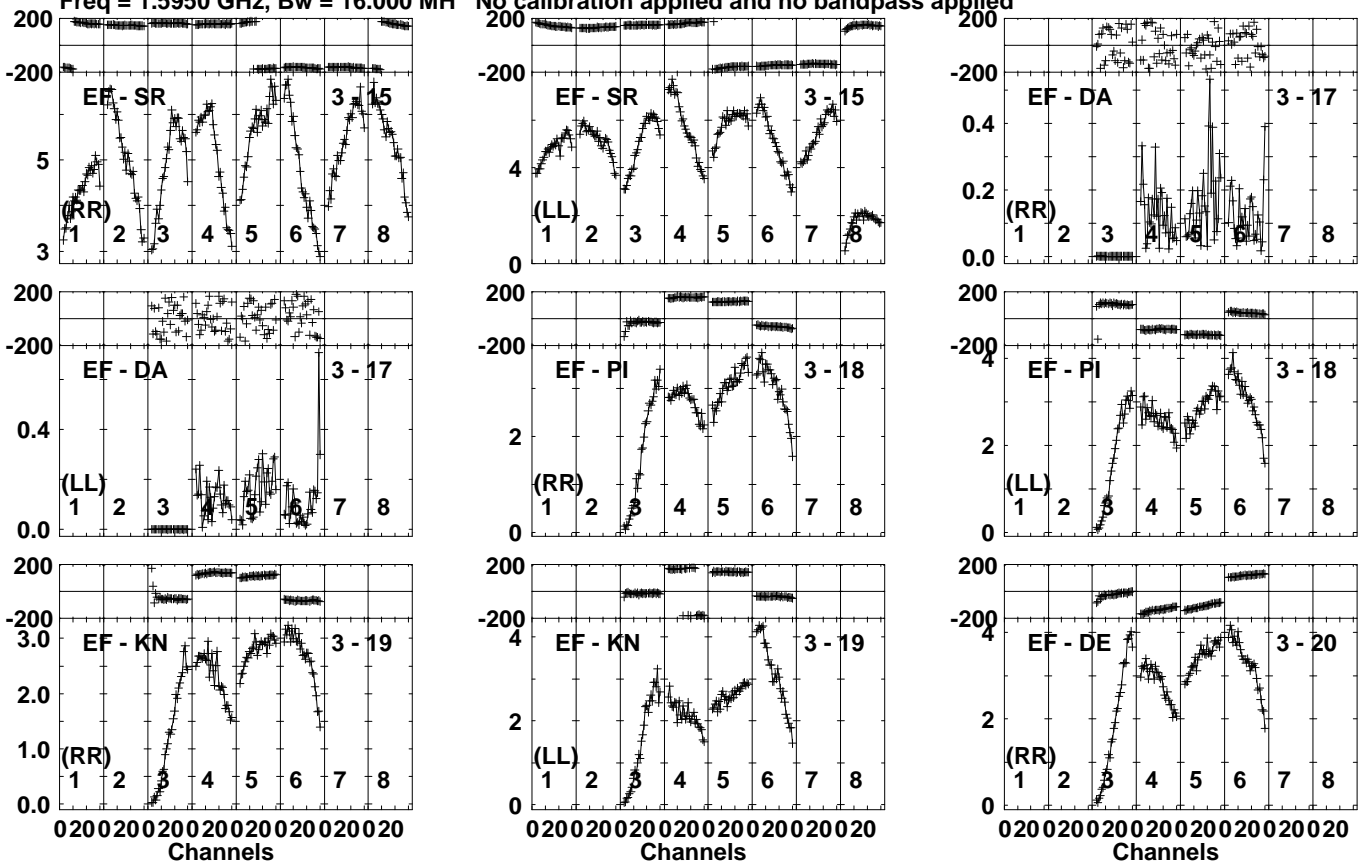 Freq = 1.5950 GHz, Bw = 16.000 MH No calibration applied and no bandpass applied
200 200 200
-200 -200 -200
EF - SR 3 - 15 EF - SR 3 - 15 EF - DA 3 - 17
0.4
5 4 0.2
(RR) (LL) (RR)
1 2 3 4 5 6 7 8 1 2 3 4 5 6 7 8 1 2 3 4 5 6 7 8
3 0 0.0
200 200 200
-200 -200 -200
EF - DA 3 - 17 EF - PI 3 - 18 EF - PI 3 - 18
4
0.4 2 2
(LL) (RR) (LL)
1 2 3 4 5 6 7 8 1 2 3 4 5 6 7 8 1 2 3 4 5 6 7 8
0.0 0 0
200 200 200
-200 -200 -200
EF - KN 3 - 19 EF - KN 3 - 19 EF - DE 3 - 20
3.0 4 4
2.0 2 2
1.0
(RR) (LL) (RR)
1 2 3 4 5 6 7 8 1 2 3 4 5 6 7 8 1 2 3 4 5 6 7 8
0.0 0 0
0 20 0 20 0 20 0 20 0 20 0 20 0 20 0 20 0 20 0 20 0 20 0 20 0 20 0 20 0 20 0 20 0 20 0 20 0 20 0 20 0 20 0 20 0 20 0 20
Channels Channels Channels